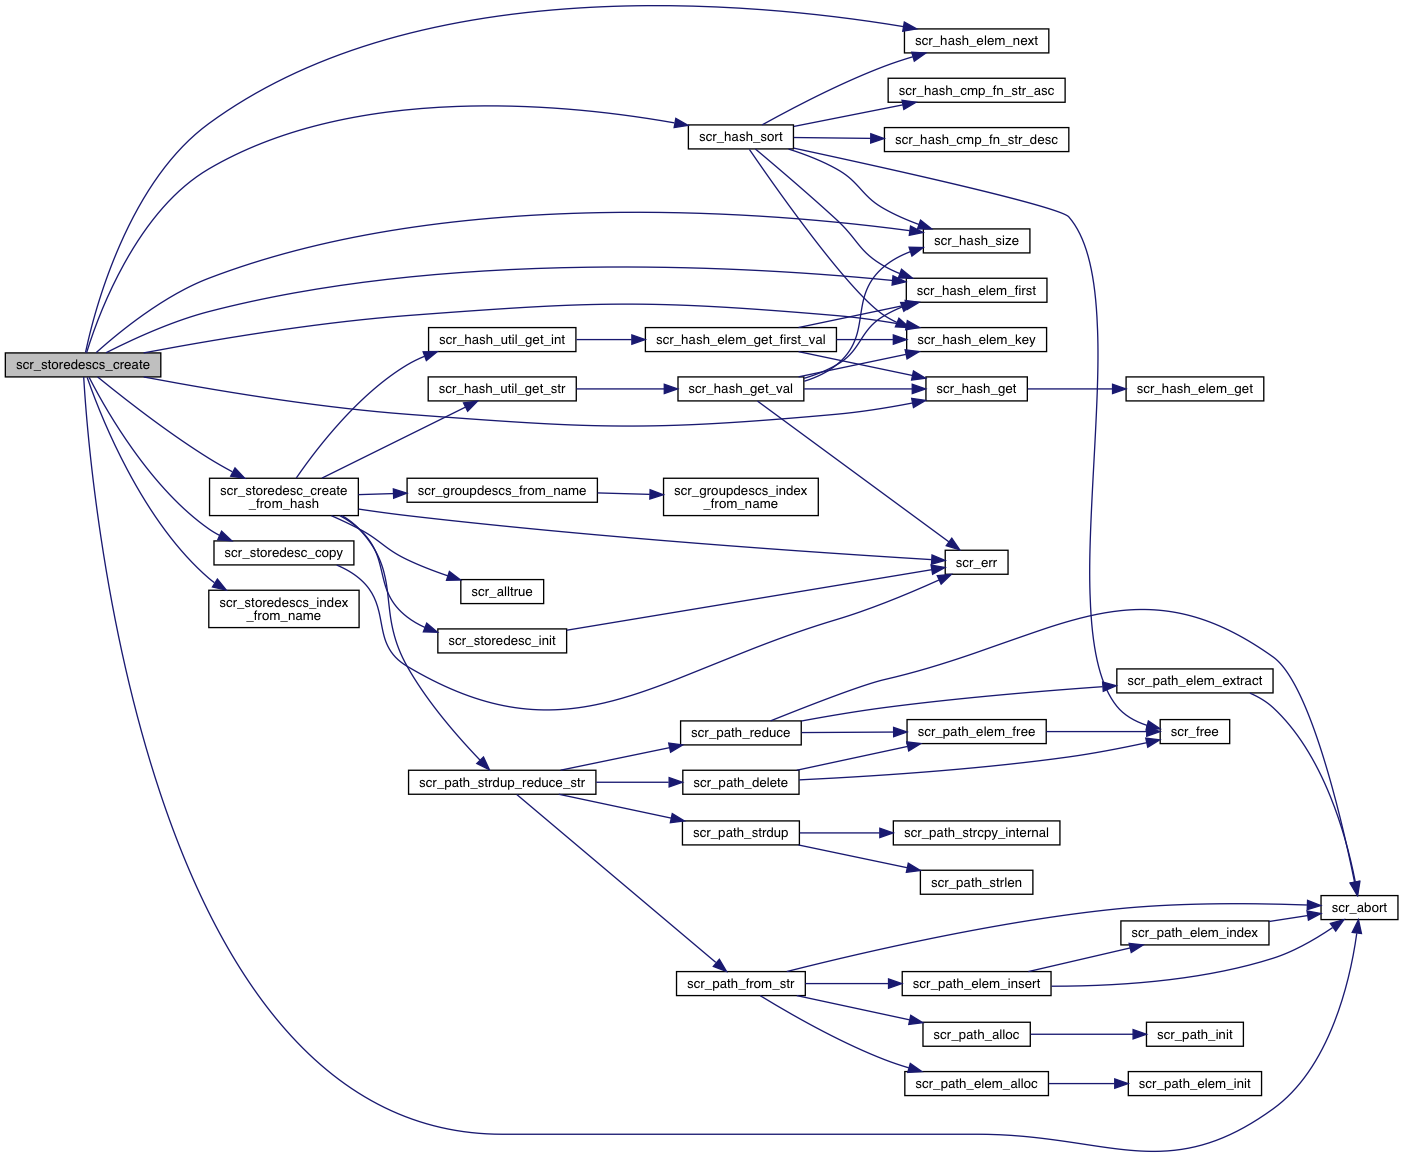 scr_hash_elem_next
scr_hash_cmp_fn_str_asc
scr_hash_sort
scr_hash_cmp_fn_str_desc
scr_hash_size
scr_hash_elem_first
scr_hash_util_get_int
scr_hash_elem_get_first_val
scr_hash_elem_key
scr_storedescs_create
scr_hash_util_get_str
scr_hash_get_val
scr_hash_get
scr_hash_elem_get
scr_storedesc_create
_from_hash
scr_groupdescs_from_name
scr_groupdescs_index
_from_name
scr_storedesc_copy
scr_err
scr_alltrue
scr_storedescs_index
_from_name
scr_storedesc_init
scr_path_elem_extract
scr_path_reduce
scr_path_elem_free
scr_free
scr_path_strdup_reduce_str
scr_path_delete
scr_path_strdup
scr_path_strcpy_internal
scr_path_strlen
scr_abort
scr_path_elem_index
scr_path_from_str
scr_path_elem_insert
scr_path_alloc
scr_path_init
scr_path_elem_alloc
scr_path_elem_init